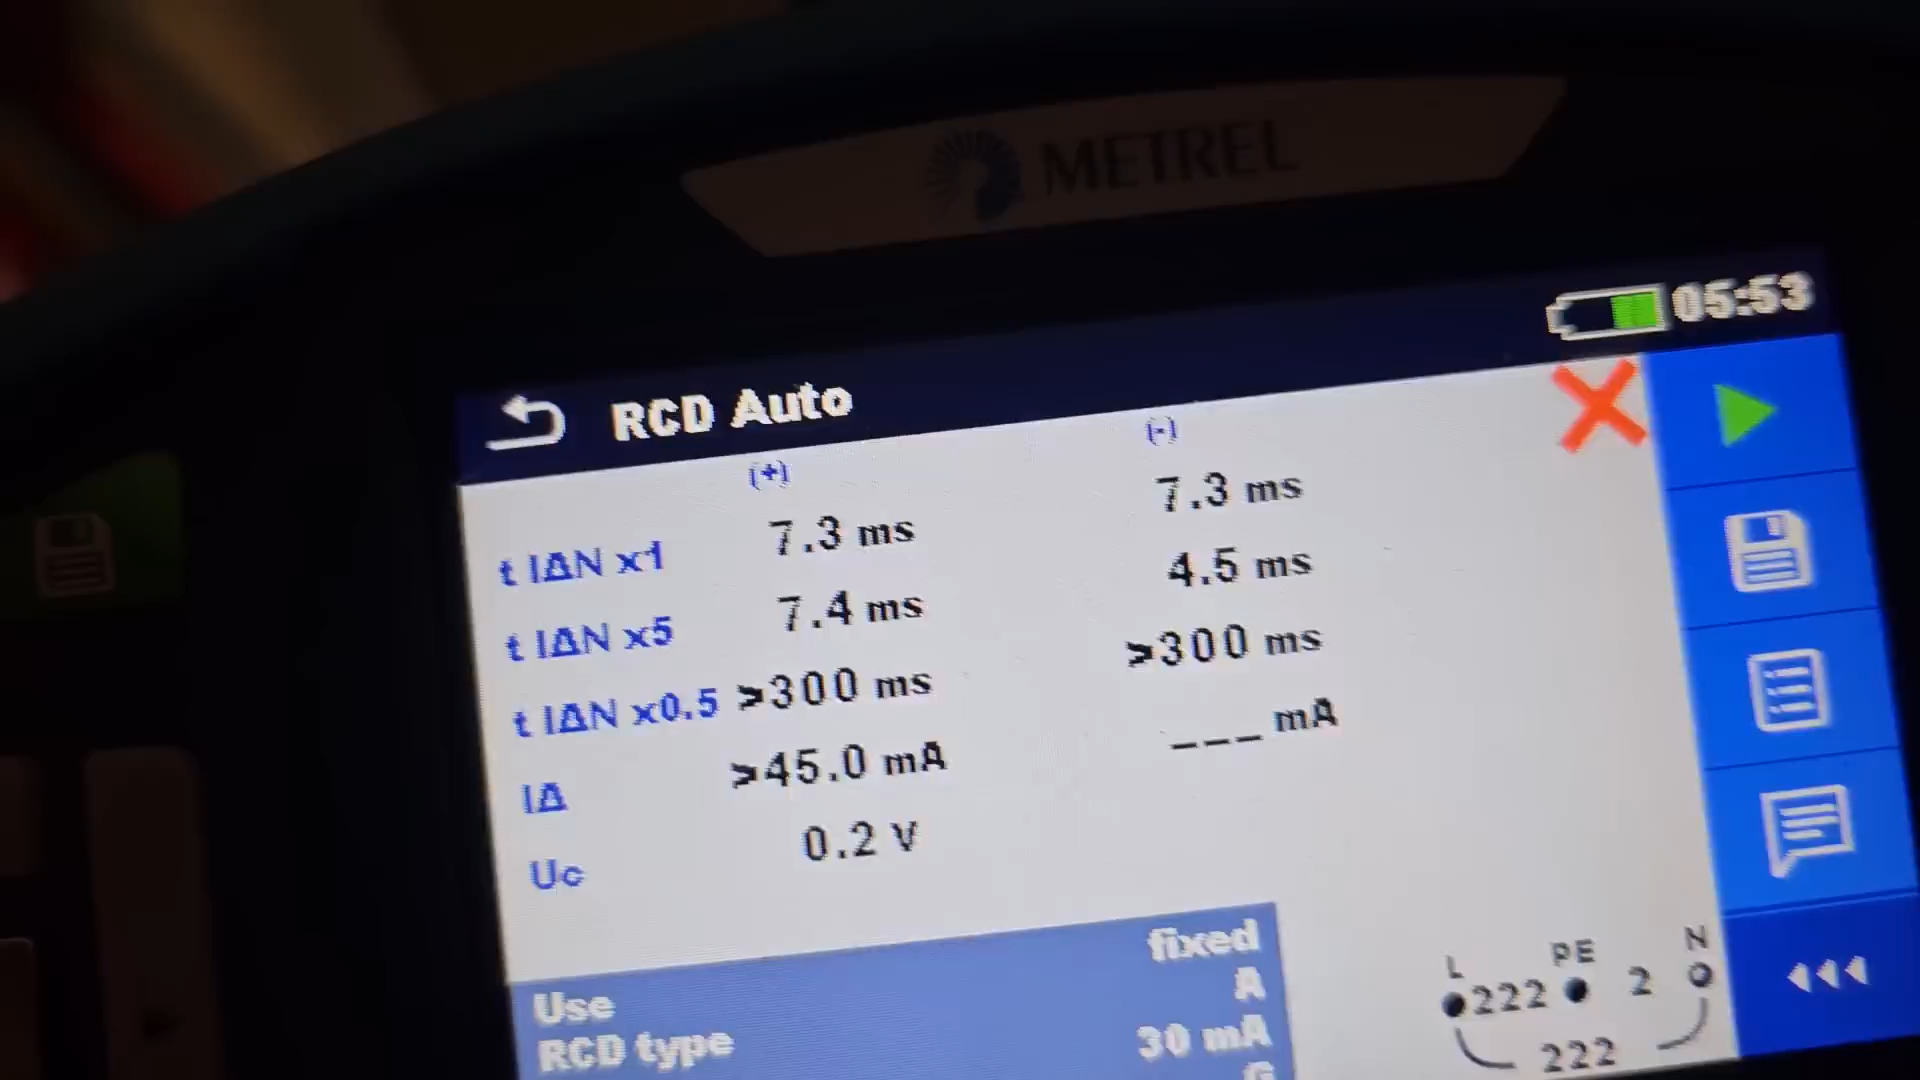 METREL
05:53
RCD Auto
(+) (-)
t IΔN x1 7.3 ms 7.3 ms
t IΔN x5 7.4 ms 4.5 ms
t IΔN x0.5 >300 ms >300 ms
IΔ >45.0 mA ___ mA
Uc 0.2 V
Use fixed
RCD type A
30 mA
G
L PE N
222 2
222